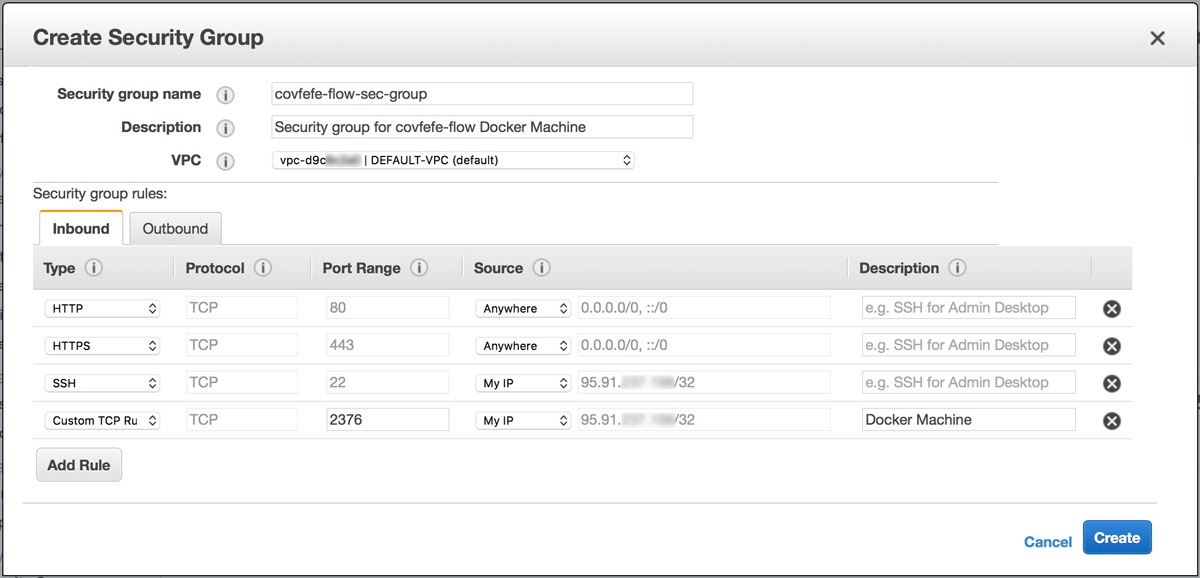 Create Security Group
Security group name covfefe-flow-sec-group
Description Security group for covfefe-flow Docker Machine
VPC vpc-d9c | DEFAULT-VPC (default)
Security group rules:
Inbound Outbound
Type Protocol Port Range Source Description
HTTP TCP 80 Anywhere 0.0.0.0/0, ::/0 e.g. SSH for Admin Desktop
HTTPS TCP 443 Anywhere 0.0.0.0/0, ::/0 e.g. SSH for Admin Desktop
SSH TCP 22 My IP 95.91. /32 e.g. SSH for Admin Desktop
Custom TCP Ru TCP 2376 My IP 95.91. /32 Docker Machine
Add Rule
Cancel Create